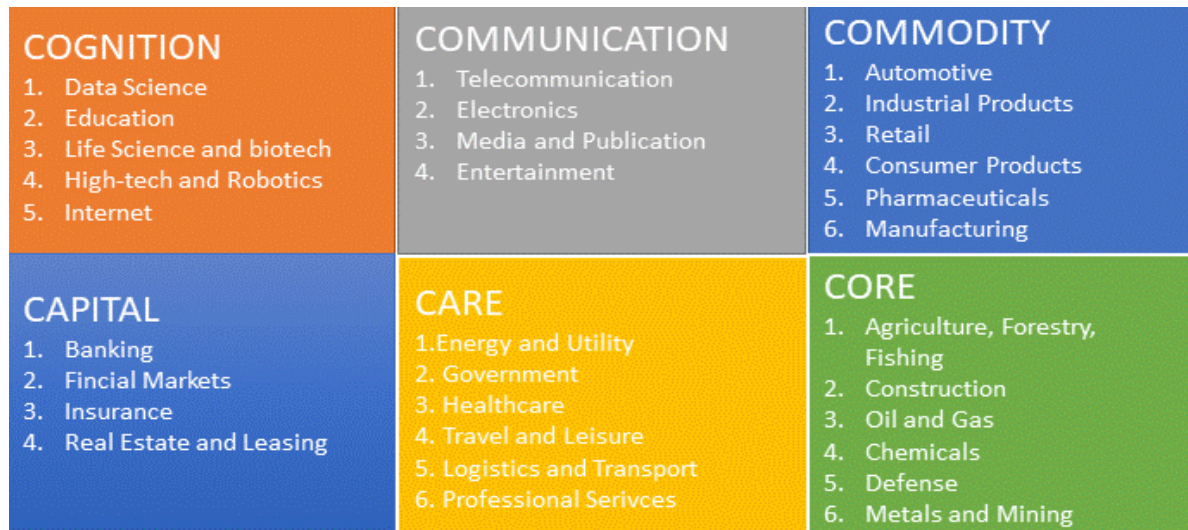 COGNITION
1. Data Science
2. Education
3. Life Science and biotech
4. High-tech and Robotics
5. Internet
COMMUNICATION
1. Telecommunication
2. Electronics
3. Media and Publication
4. Entertainment
COMMODITY
1. Automotive
2. Industrial Products
3. Retail
4. Consumer Products
5. Pharmaceuticals
6. Manufacturing
CAPITAL
1. Banking
2. Fincial Markets
3. Insurance
4. Real Estate and Leasing
CARE
1.Energy and Utility
2. Government
3. Healthcare
4. Travel and Leisure
5. Logistics and Transport
6. Professional Serivces
CORE
1. Agriculture, Forestry,
Fishing
2. Construction
3. Oil and Gas
4. Chemicals
5. Defense
6. Metals and Mining